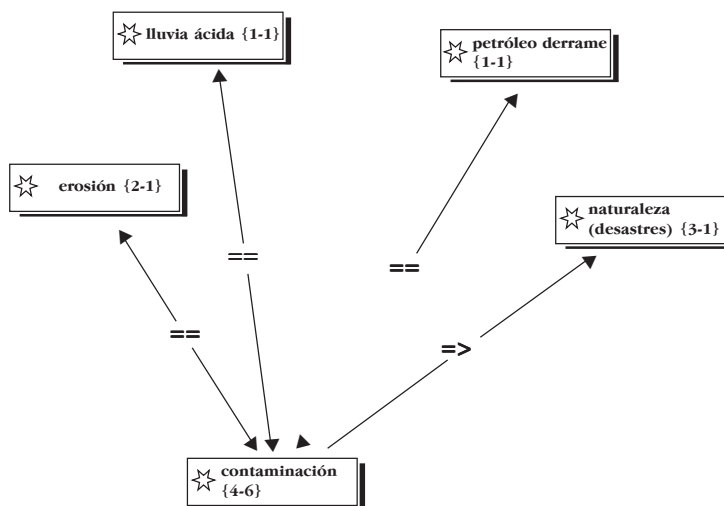 lluvia ácida {1-1}
petróleo derrame
{1-1}
erosión {2-1}
naturaleza
(desastres) {3-1}
==
==
==
=>
contaminación
{4-6}